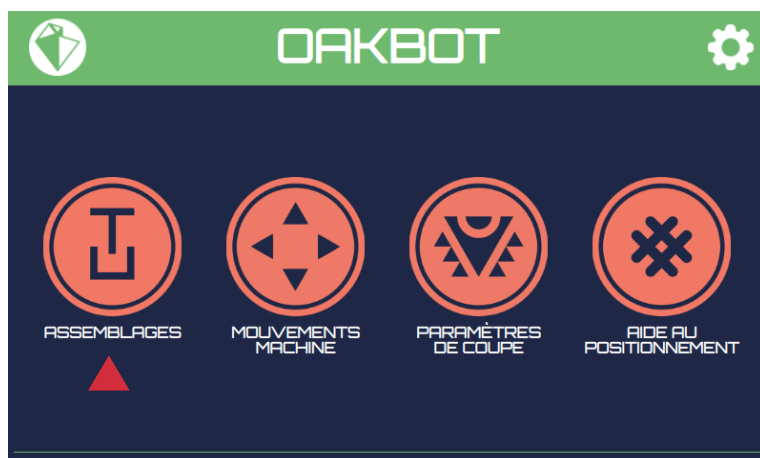 OAKBOT
ASSEMBLAGES
MOUVEMENTS
MACHINE
PARAMÈTRES
DE COUPE
AIDE AU
POSITIONNEMENT